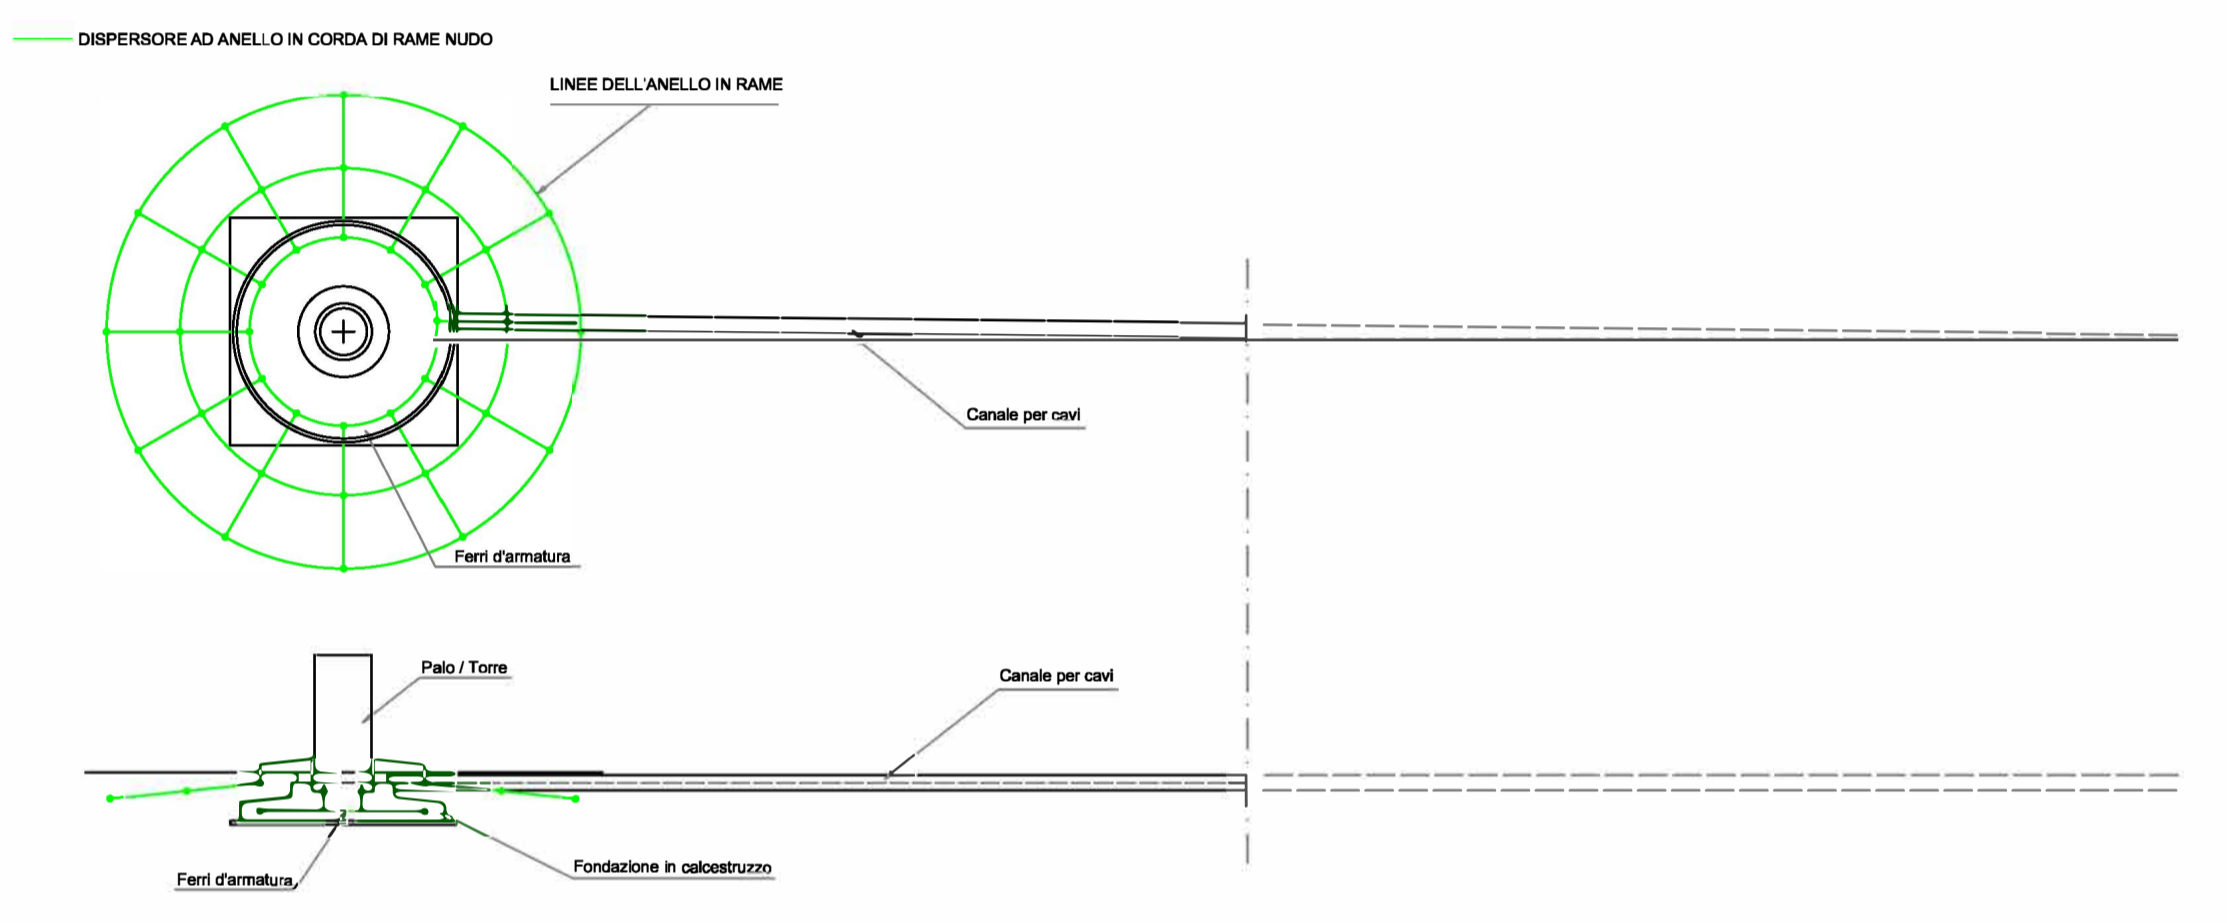 DISPERSORE AD ANELLO IN CORDA DI RAME NUDO
LINEE DELL'ANELLO IN RAME
Canale per cavi
Ferri d'armatura
Palo / Torre
Canale per cavi
Fondazione in calcestruzzo
Ferri d'armatura